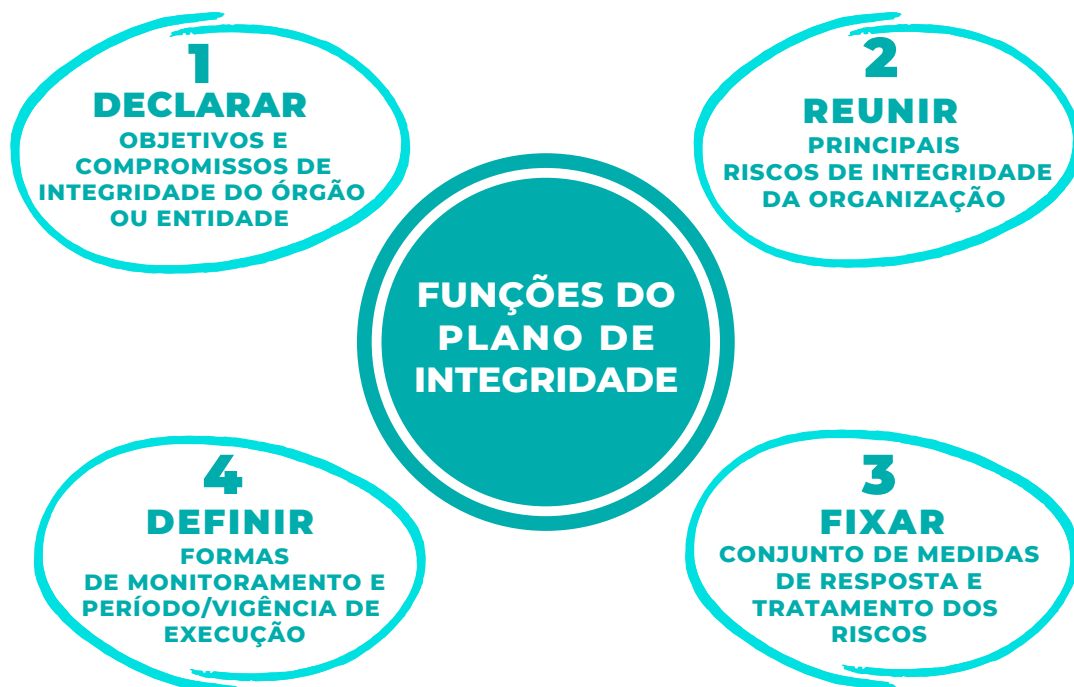 1
DECLARAR
OBJETIVOS E
COMPROMISSOS DE
INTEGRIDADE DO ÓRGÃO
OU ENTIDADE
2
REUNIR
PRINCIPAIS
RISCOS DE INTEGRIDADE
DA ORGANIZAÇÃO
FUNÇÕES DO
PLANO DE
INTEGRIDADE
3
FIXAR
CONJUNTO DE MEDIDAS
DE RESPOSTA E
TRATAMENTO DOS
RISCOS
4
DEFINIR
FORMAS
DE MONITORAMENTO E
PERÍODO/VIGÊNCIA DE
EXECUÇÃO